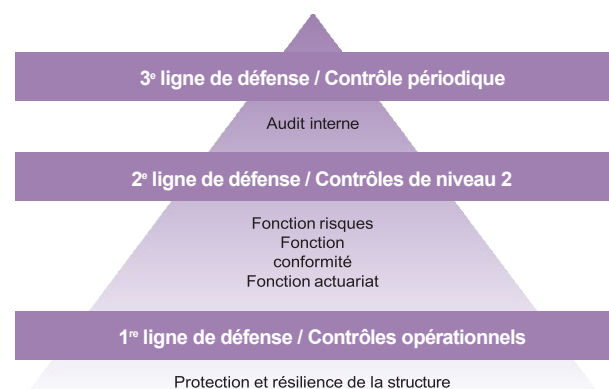 3e ligne de défense / Contrôle périodique
Audit interne
2e ligne de défense / Contrôles de niveau 2
Fonction risques
Fonction
conformité
Fonction actuariat
1re ligne de défense / Contrôles opérationnels
Protection et résilience de la structure